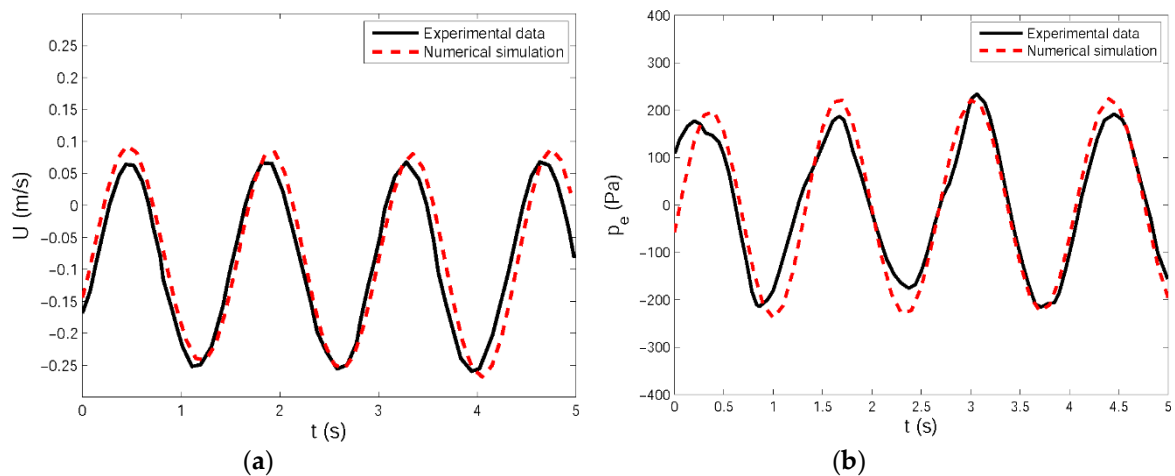 0.25
0.2
0.15
0.1
0.05
0
−0.05
−0.1
−0.15
−0.2
−0.25
U (m/s)
0 1 2 3 4 5
t (s)
Experimental data
Numerical simulation
(a)
400
300
200
100
0
−100
−200
−300
−400
p_e (Pa)
0 0.5 1 1.5 2 2.5 3 3.5 4 4.5 5
t (s)
Experimental data
Numerical simulation
(b)